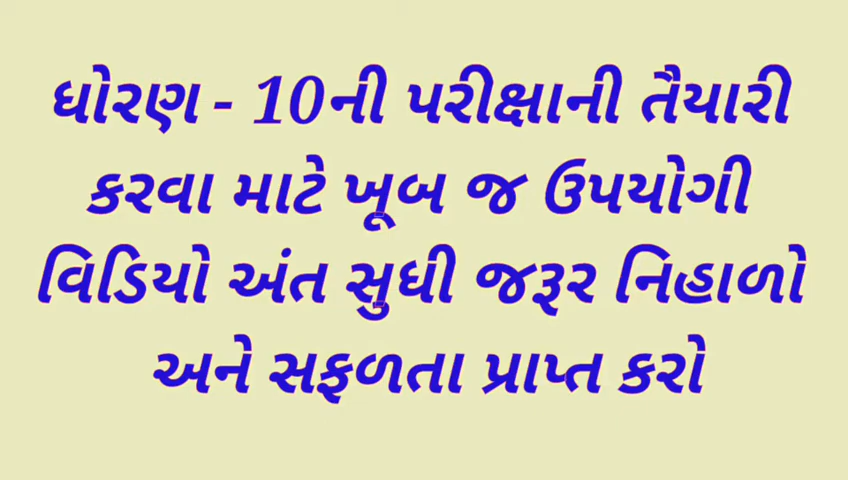 ધોરણ - 10ની પરીક્ષાની તૈયારી
કરવા માટે ખૂબ જ ઉપયોગી
વિડિયો અંત સુધી જરૂર નિહાળો
અને સફળતા પ્રાપ્ત કરો